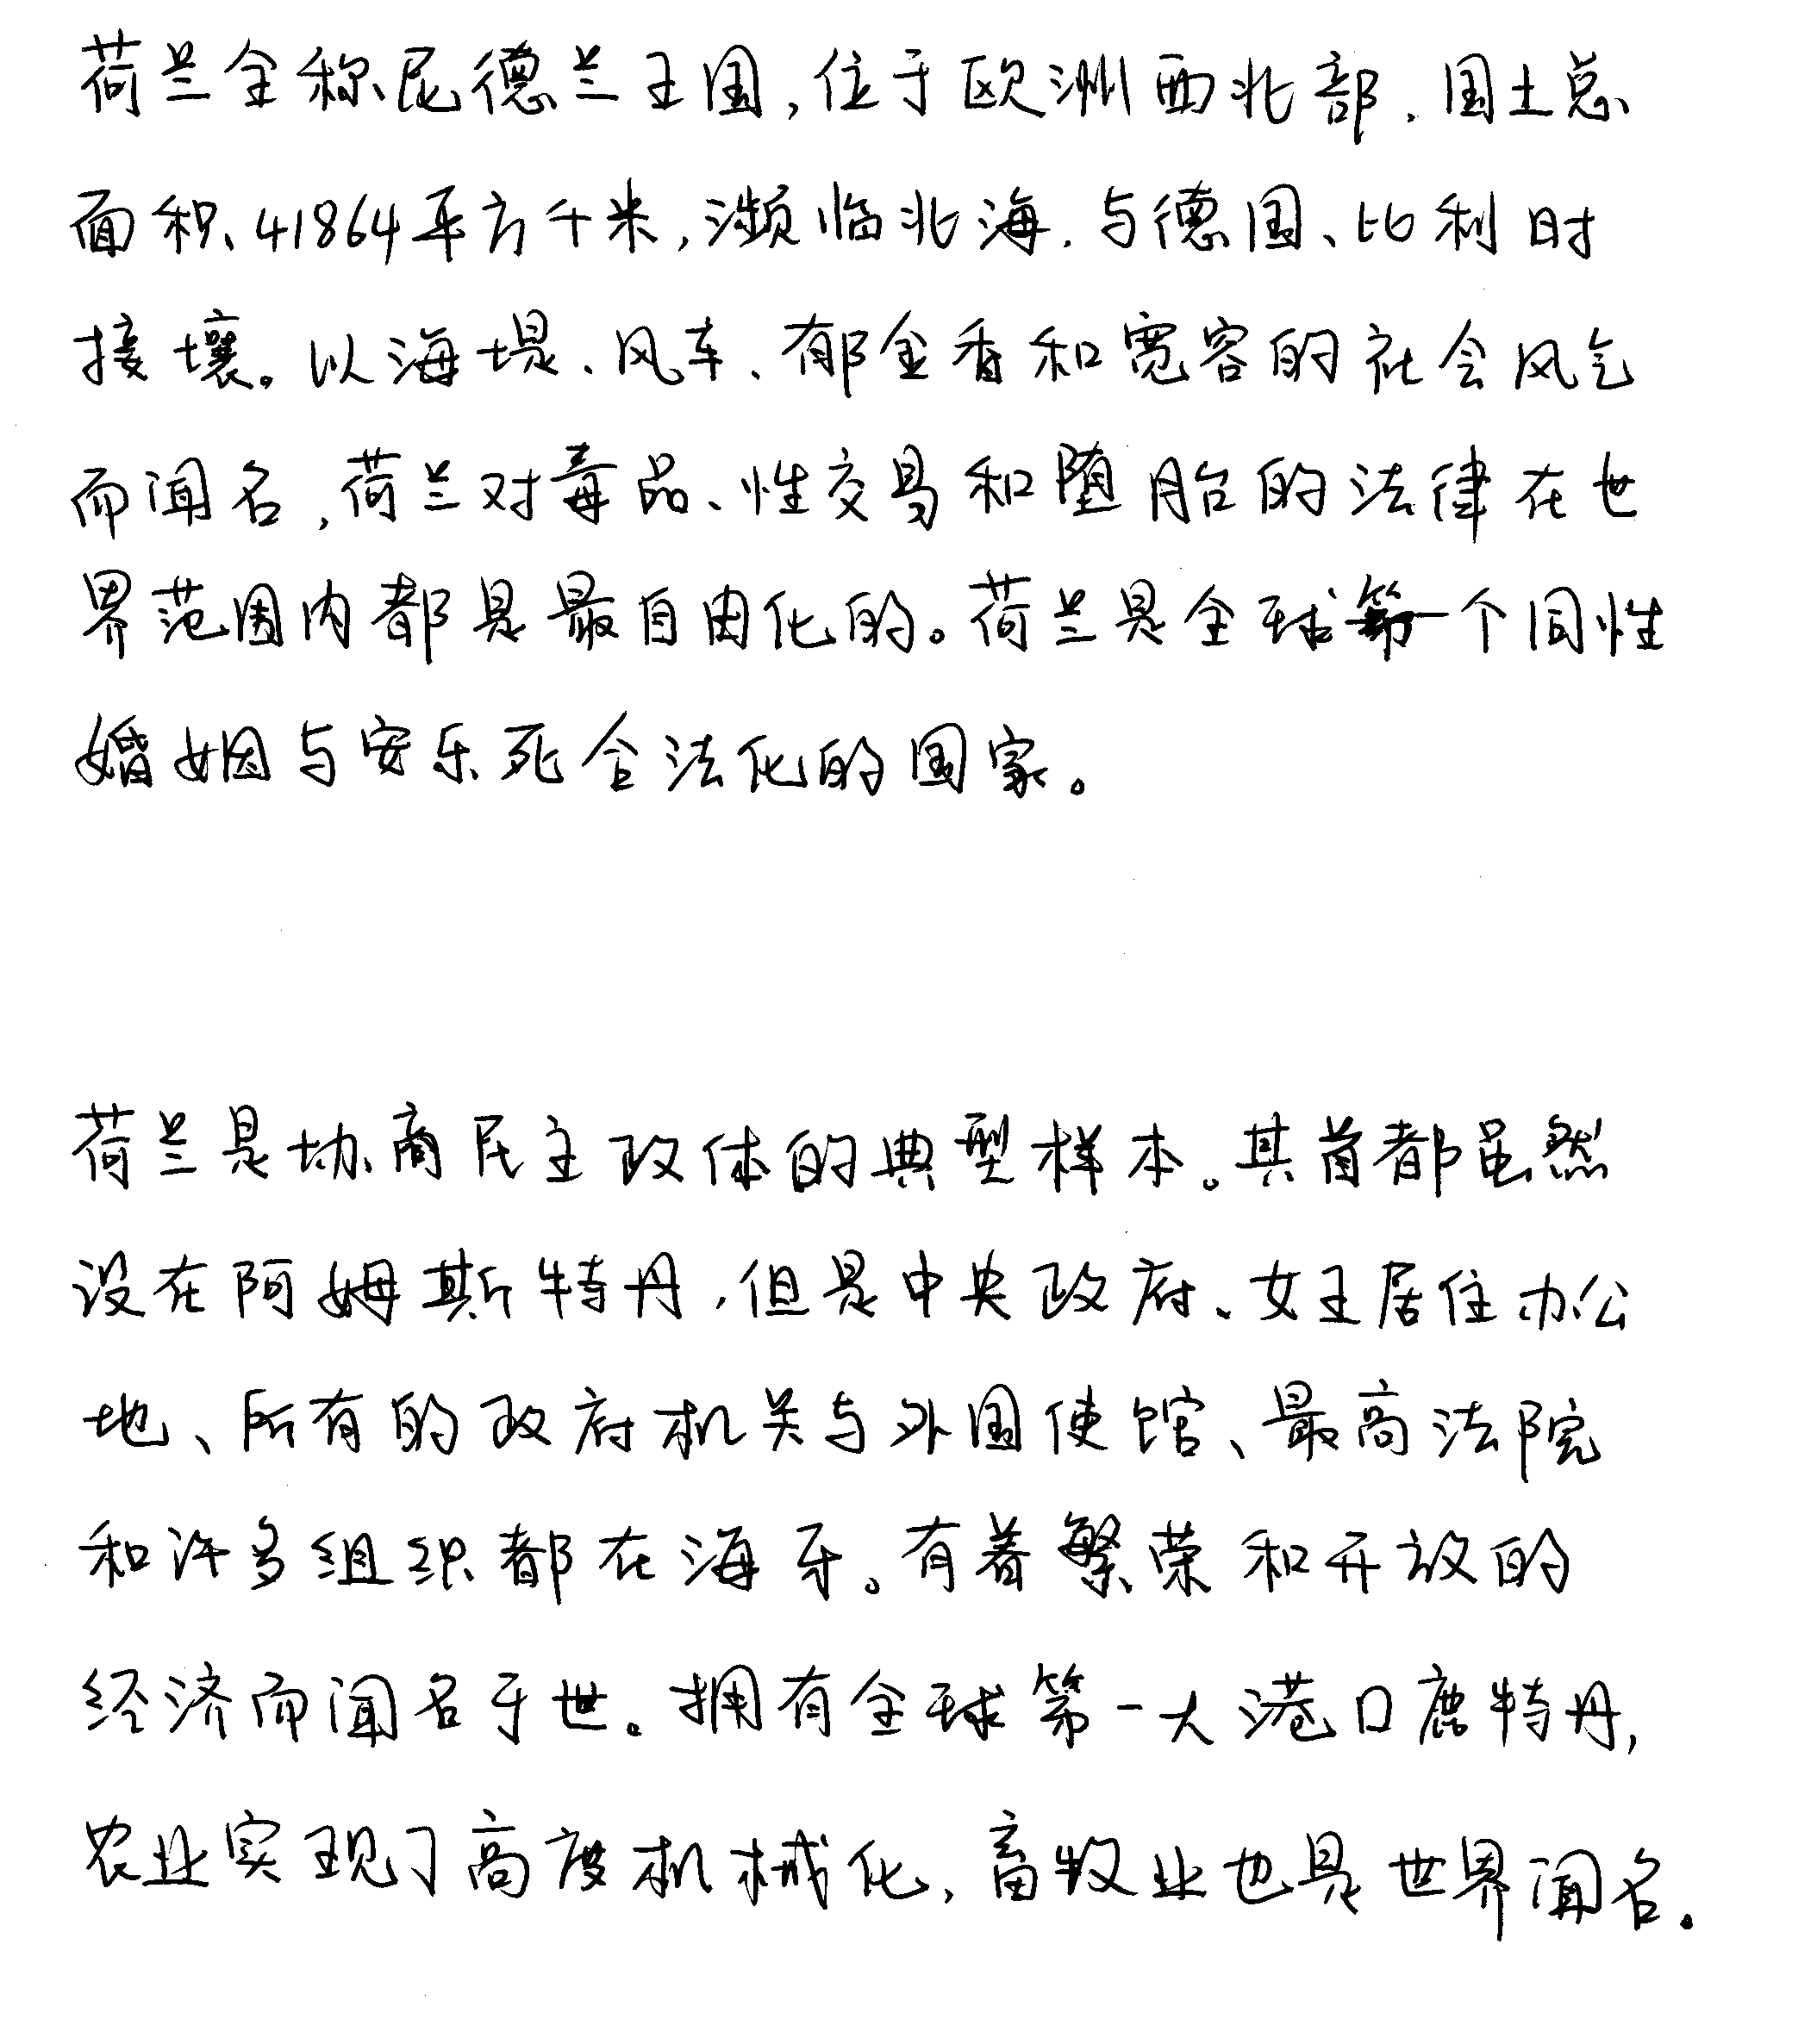 荷兰全称尼德兰王国,位于欧洲西北部,国土总
面积41864平方千米,濒临北海,与德国、比利时
接壤。以海堤、风车、郁金香和宽容的社会风气
而闻名,荷兰对毒品、性交易和堕胎的法律在世
界范围内都是最自由化的。荷兰是全球第一个同性
婚姻与安乐死合法化的国家。
荷兰是协商民主政体的典型样本。其首都虽然
设在阿姆斯特丹,但是中央政府、女王居住办公
地、所有的政府机关与外国使馆、最高法院
和许多组织都在海牙。有着繁荣和开放的
经济而闻名于世。拥有全球第一大港口鹿特丹,
农业实现了高度机械化,畜牧业也是世界闻名。